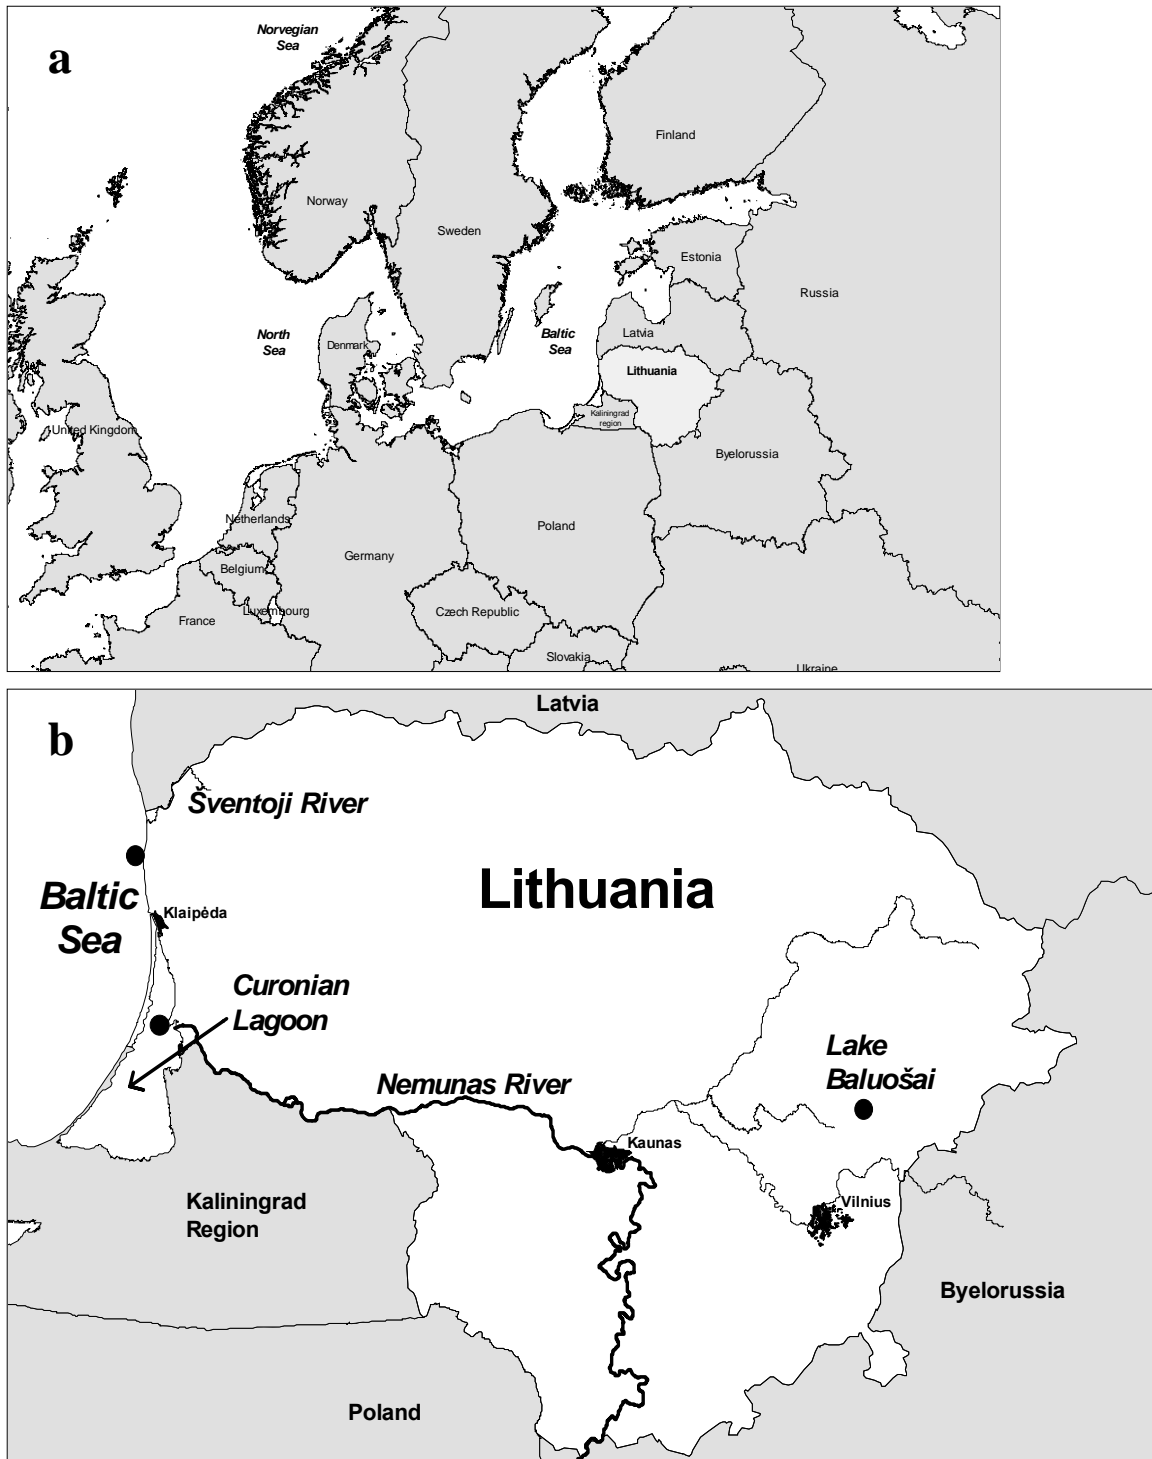 a
Norwegian
Sea
Finland
Norway
Sweden
Estonia
Russia
North
Sea
Denmark
Baltic
Sea
Latvia
Lithuania
Kaliningrad
region
United Kingdom
Byelorussia
Netherlands
Poland
Germany
Belgium
Luxembourg
Czech Republic
France
Slovakia
Ukraine
b
Latvia
Šventoji River
Lithuania
Baltic
Sea
Klaipėda
Curonian
Lagoon
Lake
Baluošai
Nemunas River
Kaunas
Kaliningrad
Region
Vilnius
Byelorussia
Poland